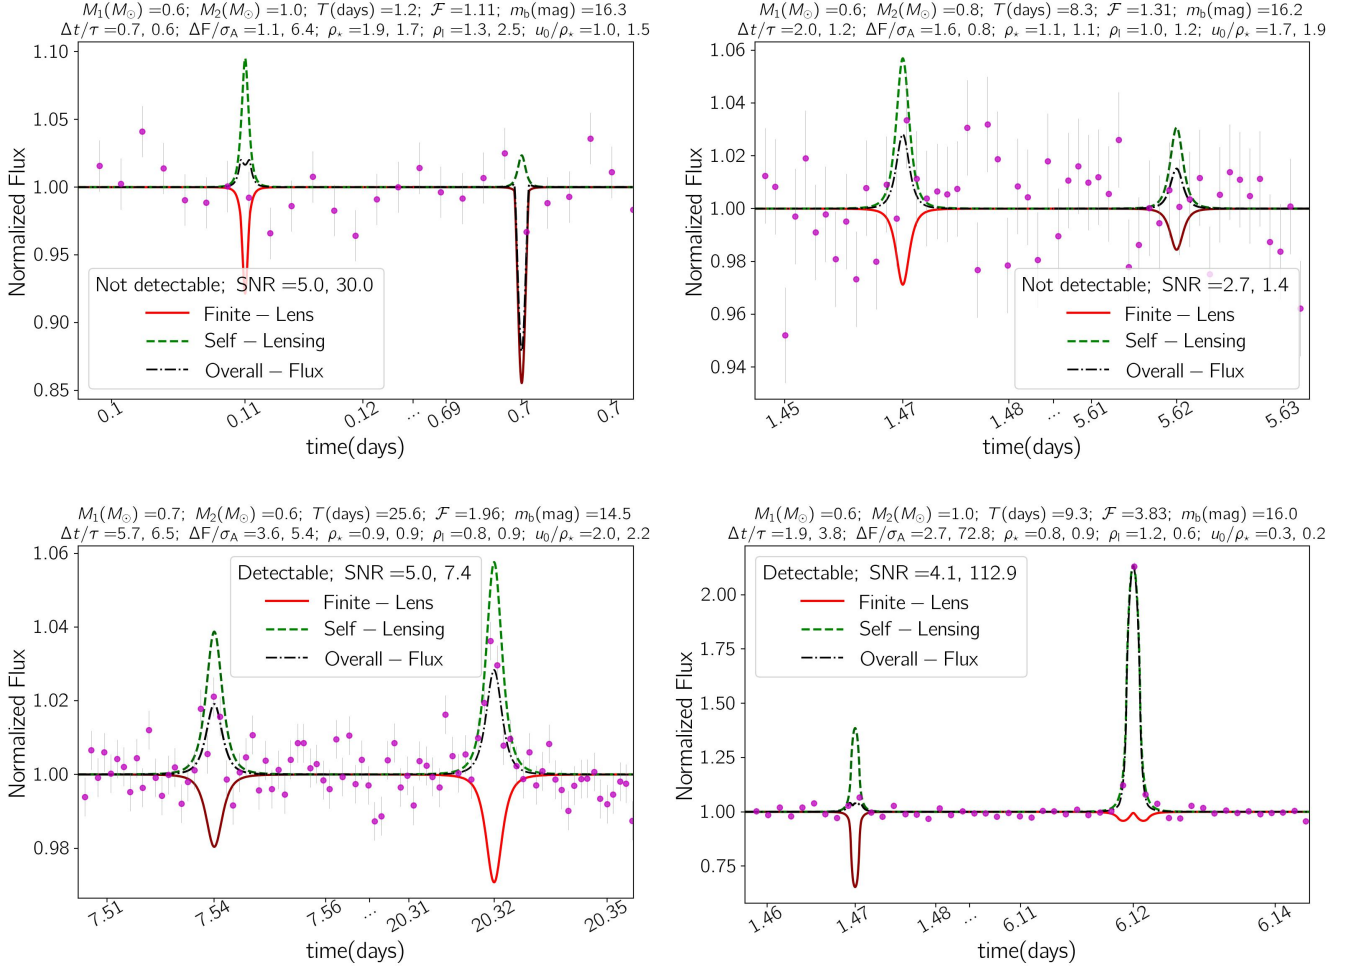 M₁(M☉) =0.6; M₂(M☉) =1.0; T(days) =1.2; ℱ =1.11; m_b(mag) =16.3
Δt/τ =0.7, 0.6; ΔF/σ_A =1.1, 6.4; ρ⋆ =1.9, 1.7; ρ_l =1.3, 2.5; u₀/ρ⋆ =1.0, 1.5
1.10
1.05
1.00
0.95
0.90
0.85
Normalized Flux
Not detectable; SNR =5.0, 30.0
Finite − Lens
Self − Lensing
Overall − Flux
0.1 0.11 0.12 ... 0.69 0.7 0.7
time(days)
M₁(M☉) =0.6; M₂(M☉) =0.8; T(days) =8.3; ℱ =1.31; m_b(mag) =16.2
Δt/τ =2.0, 1.2; ΔF/σ_A =1.6, 0.8; ρ⋆ =1.1, 1.1; ρ_l =1.0, 1.2; u₀/ρ⋆ =1.7, 1.9
1.06
1.04
1.02
1.00
0.98
0.96
0.94
Normalized Flux
Not detectable; SNR =2.7, 1.4
Finite − Lens
Self − Lensing
Overall − Flux
1.45 1.47 1.48 ... 5.61 5.62 5.63
time(days)
M₁(M☉) =0.7; M₂(M☉) =0.6; T(days) =25.6; ℱ =1.96; m_b(mag) =14.5
Δt/τ =5.7, 6.5; ΔF/σ_A =3.6, 5.4; ρ⋆ =0.9, 0.9; ρ_l =0.8, 0.9; u₀/ρ⋆ =2.0, 2.2
1.06
1.04
1.02
1.00
0.98
Normalized Flux
Detectable; SNR =5.0, 7.4
Finite − Lens
Self − Lensing
Overall − Flux
7.51 7.54 7.56 ... 20.31 20.32 20.35
time(days)
M₁(M☉) =0.6; M₂(M☉) =1.0; T(days) =9.3; ℱ =3.83; m_b(mag) =16.0
Δt/τ =1.9, 3.8; ΔF/σ_A =2.7, 72.8; ρ⋆ =0.8, 0.9; ρ_l =1.2, 0.6; u₀/ρ⋆ =0.3, 0.2
2.00
1.75
1.50
1.25
1.00
0.75
Normalized Flux
Detectable; SNR =4.1, 112.9
Finite − Lens
Self − Lensing
Overall − Flux
1.46 1.47 1.48 ... 6.11 6.12 6.14
time(days)